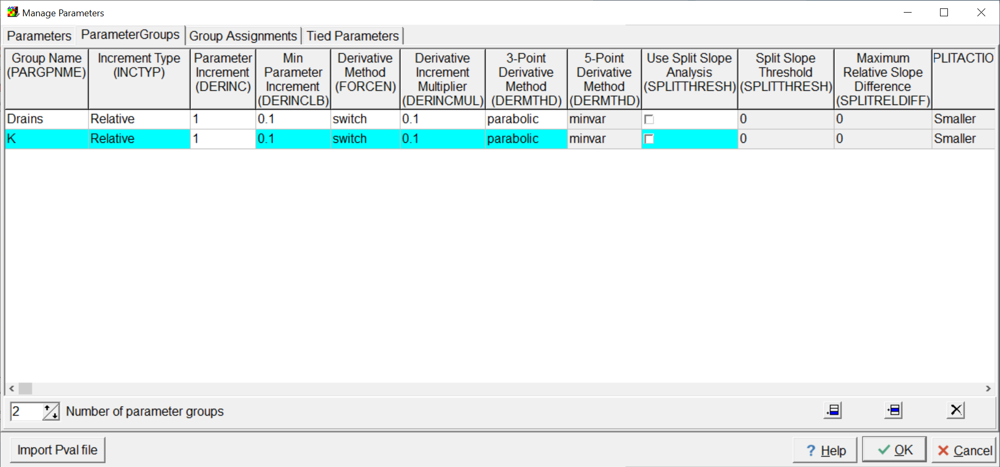 Manage Parameters
Parameters ParameterGroups Group Assignments Tied Parameters
Group Name (PARGPNME)
Increment Type (INCTYP)
Parameter Increment (DERINC)
Min Parameter Increment (DERINCLB)
Derivative Method (FORCEN)
Derivative Increment Multiplier (DERINCMUL)
3-Point Derivative Method (DERMTHD)
5-Point Derivative Method (DERMTHD)
Use Split Slope Analysis (SPLITTHRESH)
Split Slope Threshold (SPLITTHRESH)
Maximum Relative Slope Difference (SPLITRELDIFF)
PLITACTIO
Drains Relative 1 0.1 switch 0.1 parabolic minvar 0 0 Smaller
K Relative 1 0.1 switch 0.1 parabolic minvar 0 0 Smaller
2 Number of parameter groups
Import Pval file ? Help OK Cancel